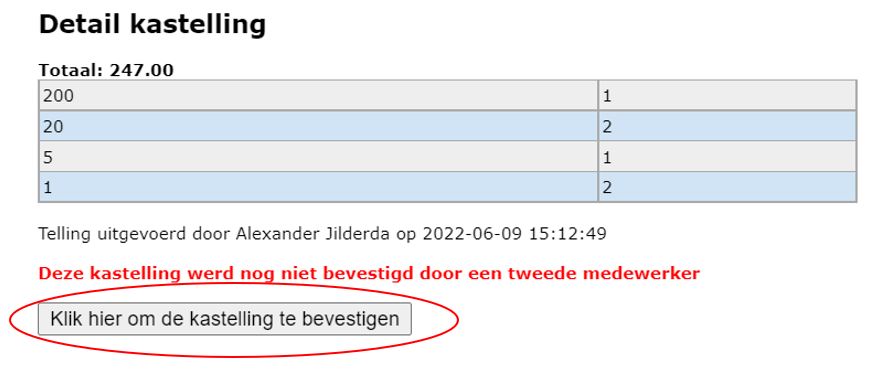 Detail kastelling
Totaal: 247.00
200 1
20 2
5 1
1 2
Telling uitgevoerd door Alexander Jilderda op 2022-06-09 15:12:49
Deze kastelling werd nog niet bevestigd door een tweede medewerker
Klik hier om de kastelling te bevestigen